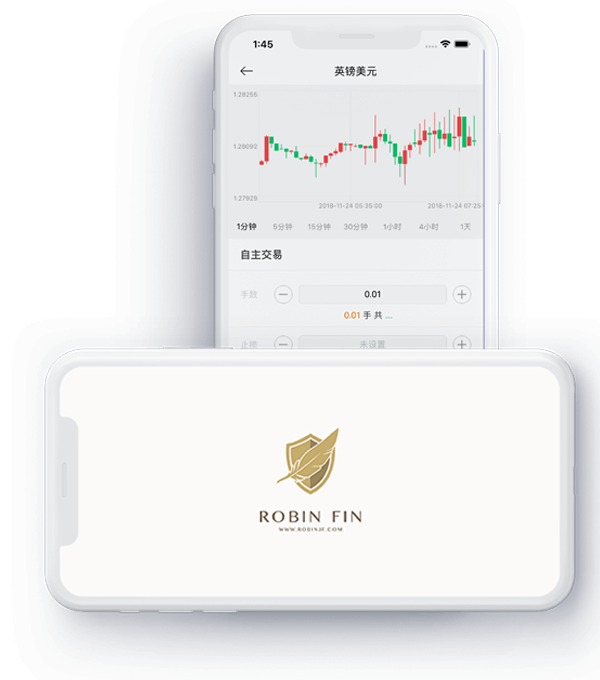 1:45
英镑美元
1.28255
1.28092
1.27929
2018-11-24 05:35:00
2018-11-24 07:25:
1分钟 5分钟 15分钟 30分钟 1小时 4小时 1天
自主交易
手数 0.01
0.01 手 共 ...
止损 未设置
ROBIN FIN
WWW.ROBINJF.COM